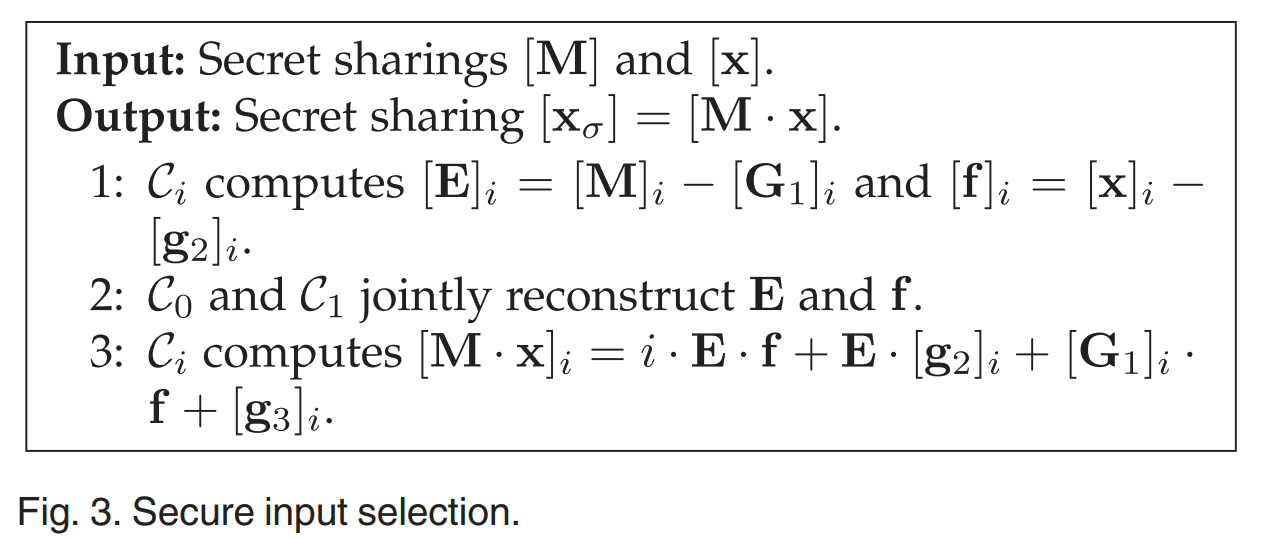 Input: Secret sharings [M] and [x].
Output: Secret sharing [x_σ] = [M · x].
1: 𝒞_i computes [E]_i = [M]_i − [G_1]_i and [f]_i = [x]_i −
[g_2]_i.
2: 𝒞_0 and 𝒞_1 jointly reconstruct E and f.
3: 𝒞_i computes [M · x]_i = i · E · f + E · [g_2]_i + [G_1]_i ·
f + [g_3]_i.
Fig. 3. Secure input selection.